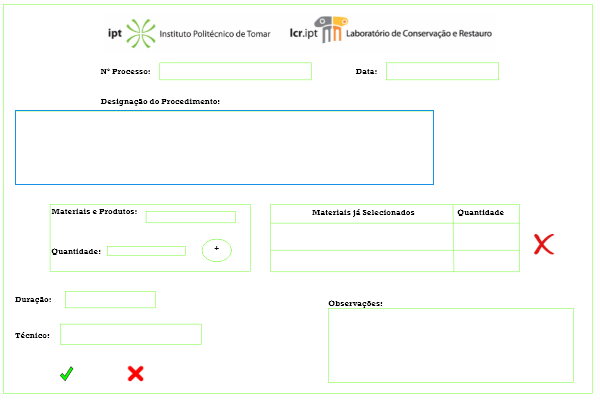 ipt Instituto Politécnico de Tomar lcr.ipt Laboratório de Conservação e Restauro
Nº Processo: Data:
Designação do Procedimento:
Materiais e Produtos: Materiais já Selecionados Quantidade
Quantidade: +
Duração: Observações:
Técnico: